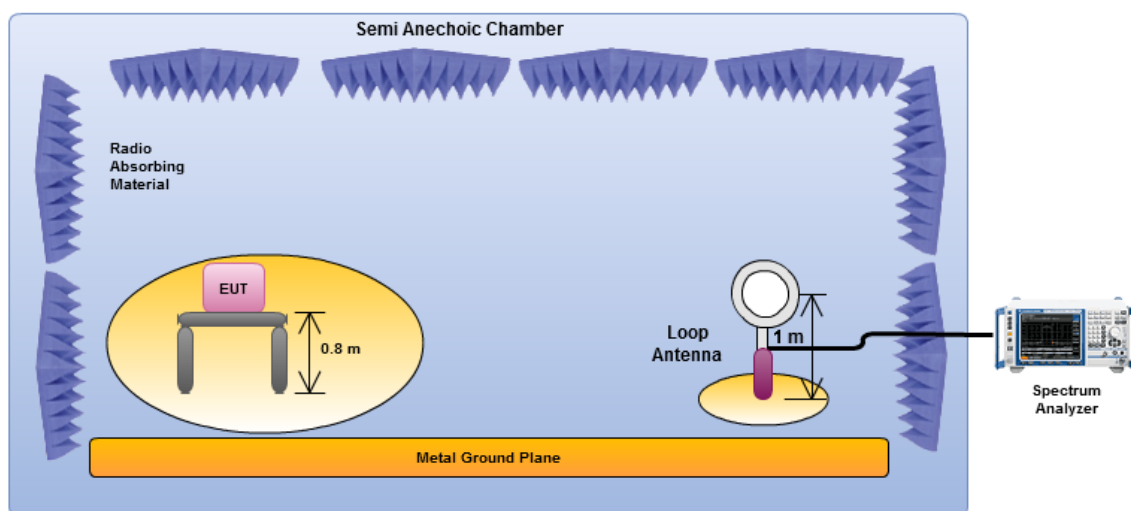 Semi Anechoic Chamber
Radio
Absorbing
Material
EUT
0.8 m
Loop
Antenna
1 m
Spectrum
Analyzer
Metal Ground Plane